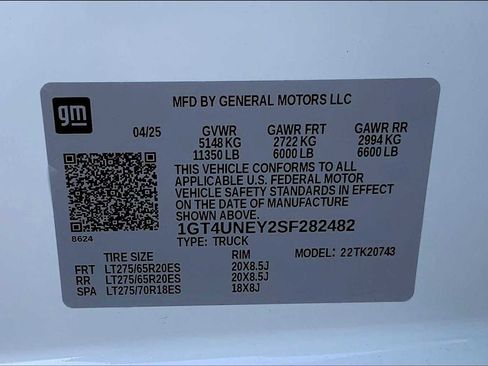 gm
MFD BY GENERAL MOTORS LLC
04/25 GVWR GAWR FRT GAWR RR
5148 KG 2722 KG 2994 KG
11350 LB 6000 LB 6600 LB
THIS VEHICLE CONFORMS TO ALL
APPLICABLE U.S. FEDERAL MOTOR
VEHICLE SAFETY STANDARDS IN EFFECT
ON THE DATE OF MANUFACTURE
SHOWN ABOVE.
1GT4UNEY2SF282482
8624
TYPE: TRUCK
TIRE SIZE RIM MODEL: 22TK20743
FRT LT275/65R20ES 20X8.5J
RR LT275/65R20ES 20X8.5J
SPA LT275/70R18ES 18X8J